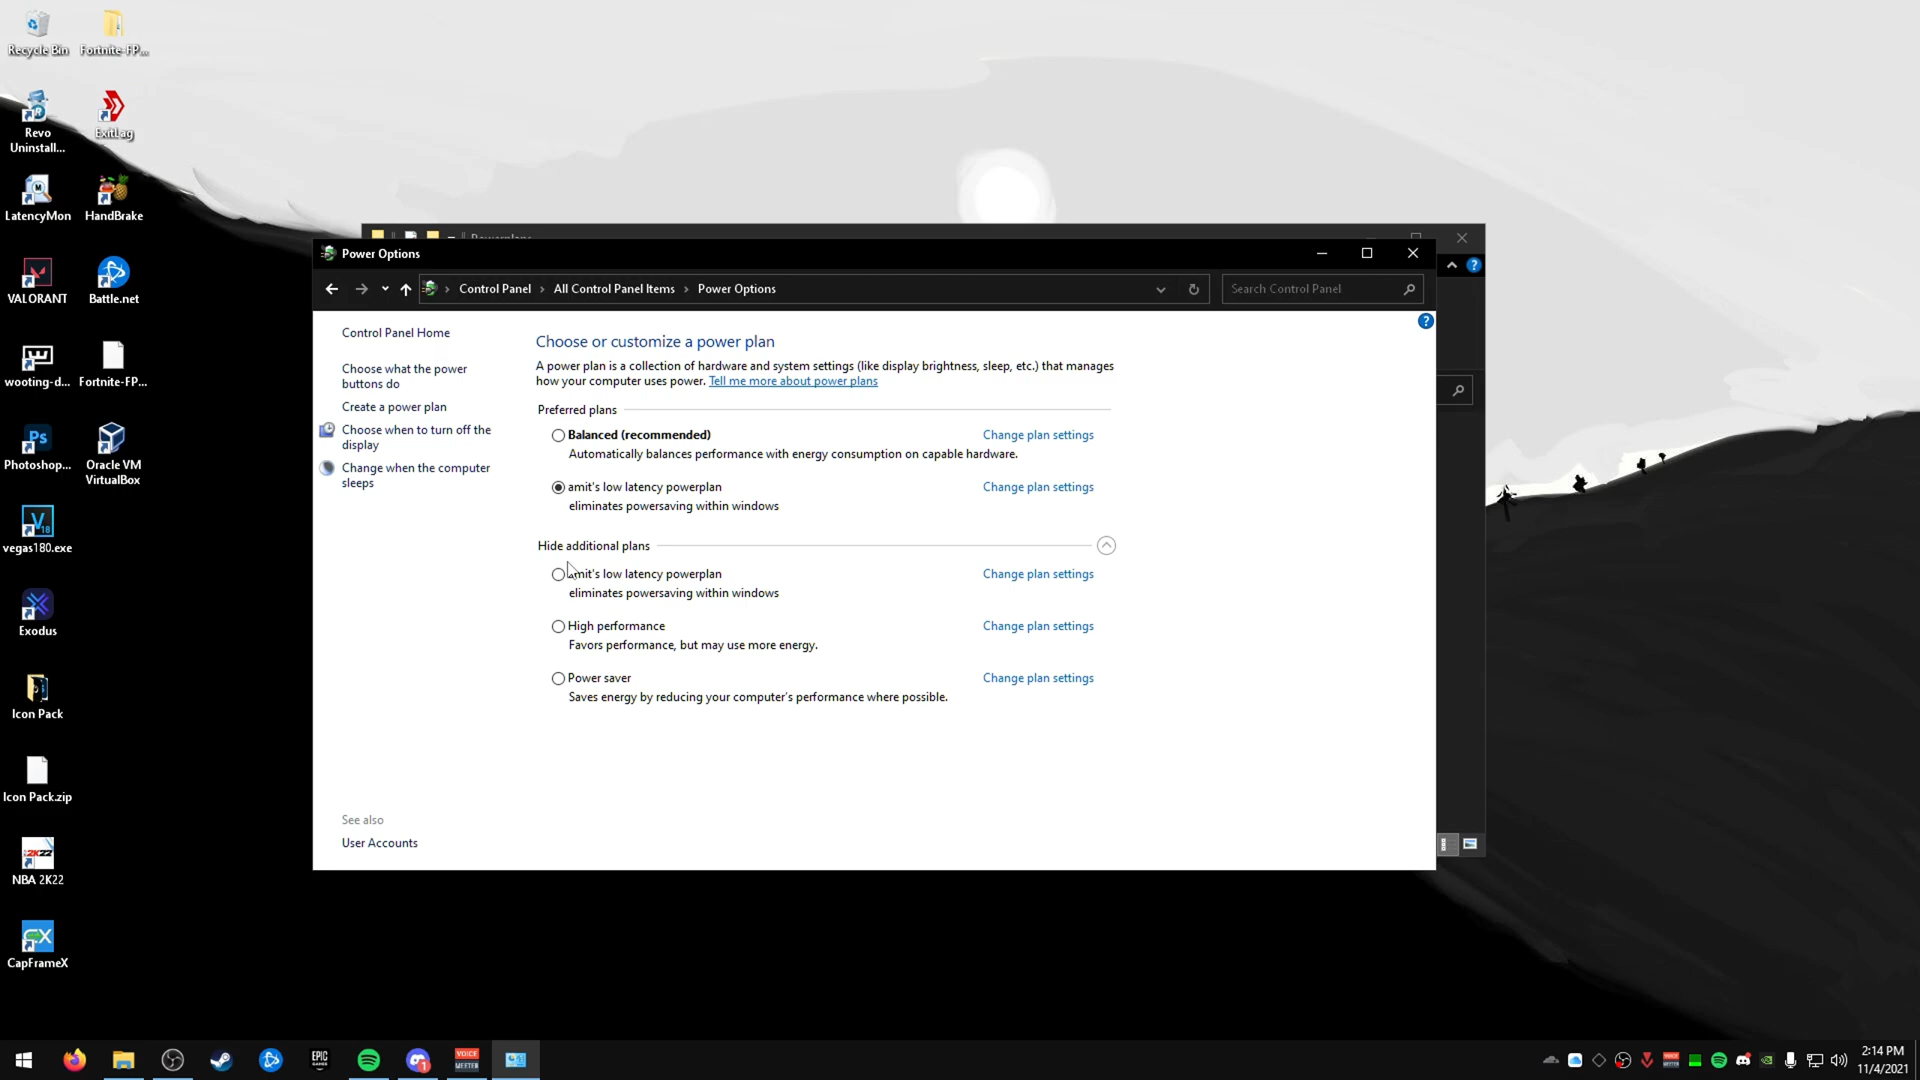 Recycle Bin
Fortnite-FP...
Revo
Uninstall...
ExitLag
LatencyMon
HandBrake
VALORANT
Battle.net
wooting-d...
Fortnite-FP...
Photoshop...
Oracle VM
VirtualBox
vegas180.exe
Exodus
Icon Pack
Icon Pack.zip
NBA 2K22
CapFrameX
Powerplans
Power Options
Control Panel
All Control Panel Items
Power Options
Search Control Panel
Control Panel Home
Choose what the power
buttons do
Create a power plan
Choose when to turn off the
display
Change when the computer
sleeps
See also
User Accounts
Choose or customize a power plan
A power plan is a collection of hardware and system settings (like display brightness, sleep, etc.) that manages
how your computer uses power. Tell me more about power plans
Preferred plans
Balanced (recommended) Change plan settings
Automatically balances performance with energy consumption on capable hardware.
amit's low latency powerplan Change plan settings
eliminates powersaving within windows
Hide additional plans
amit's low latency powerplan Change plan settings
eliminates powersaving within windows
High performance Change plan settings
Favors performance, but may use more energy.
Power saver Change plan settings
Saves energy by reducing your computer's performance where possible.
EPIC
GAMES
VOICE
MEETER
2:14 PM
11/4/2021